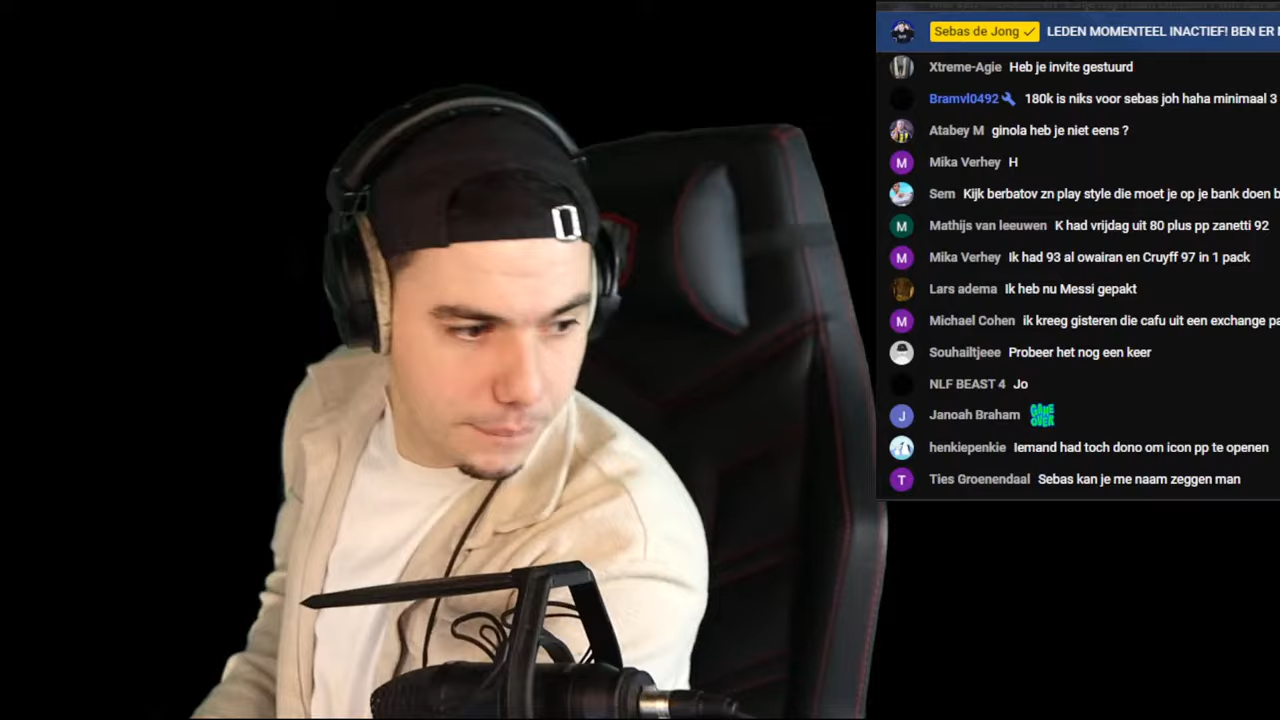 Sebas de Jong LEDEN MOMENTEEL INACTIEF! BEN ER
Xtreme-Agie Heb je invite gestuurd
Bramvl0492 180k is niks voor sebas joh haha minimaal 3
Atabey M ginola heb je niet eens ?
M Mika Verhey H
Sem Kijk berbatov zn play style die moet je op je bank doen
M Mathijs van leeuwen K had vrijdag uit 80 plus pp zanetti 92
M Mika Verhey Ik had 93 al owairan en Cruyff 97 in 1 pack
Lars adema Ik heb nu Messi gepakt
M Michael Cohen ik kreeg gisteren die cafu uit een exchange
Souhailtjeee Probeer het nog een keer
NLF BEAST 4 Jo
J Janoah Braham GAME OVER
henkiepenkie Iemand had toch dono om icon pp te openen
T Ties Groenendaal Sebas kan je me naam zeggen man